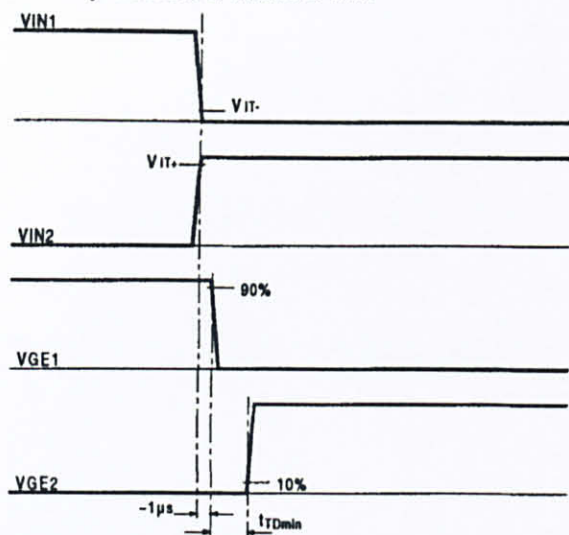 VIN1
VIT-
VIT+
VIN2
90%
VGE1
10%
VGE2
~1µs
tTDmin